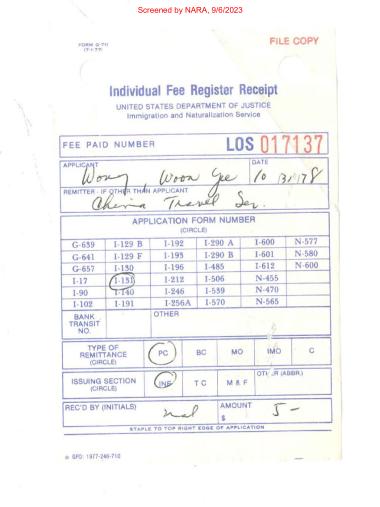 Screened by NARA, 9/6/2023
FORM G-711
(7-1-77)
FILE COPY
Individual Fee Register Receipt
UNITED STATES DEPARTMENT OF JUSTICE
Immigration and Naturalization Service
FEE PAID NUMBER LOS 017137
APPLICANT DATE
Wong Woon Gee 10 31 78
REMITTER - IF OTHER THAN APPLICANT
China Travel Ser.
APPLICATION FORM NUMBER
(CIRCLE)
G-639 I-129 B I-192 I-290 A I-600 N-577
G-641 I-129 F I-193 I-290 B I-601 N-580
G-657 I-130 I-196 I-485 I-612 N-600
I-17 I-131 I-212 I-506 N-455
I-90 I-140 I-246 I-539 N-470
I-102 I-191 I-256A I-570 N-565
BANK TRANSIT NO. OTHER
TYPE OF REMITTANCE (CIRCLE) PC BC MO IMO C
ISSUING SECTION (CIRCLE) INF T C M & F (ABBR.)
REC'D BY (INITIALS) AMOUNT
$ 5 -
STAPLE TO TOP RIGHT EDGE OF APPLICATION
GPO: 1977-246-710